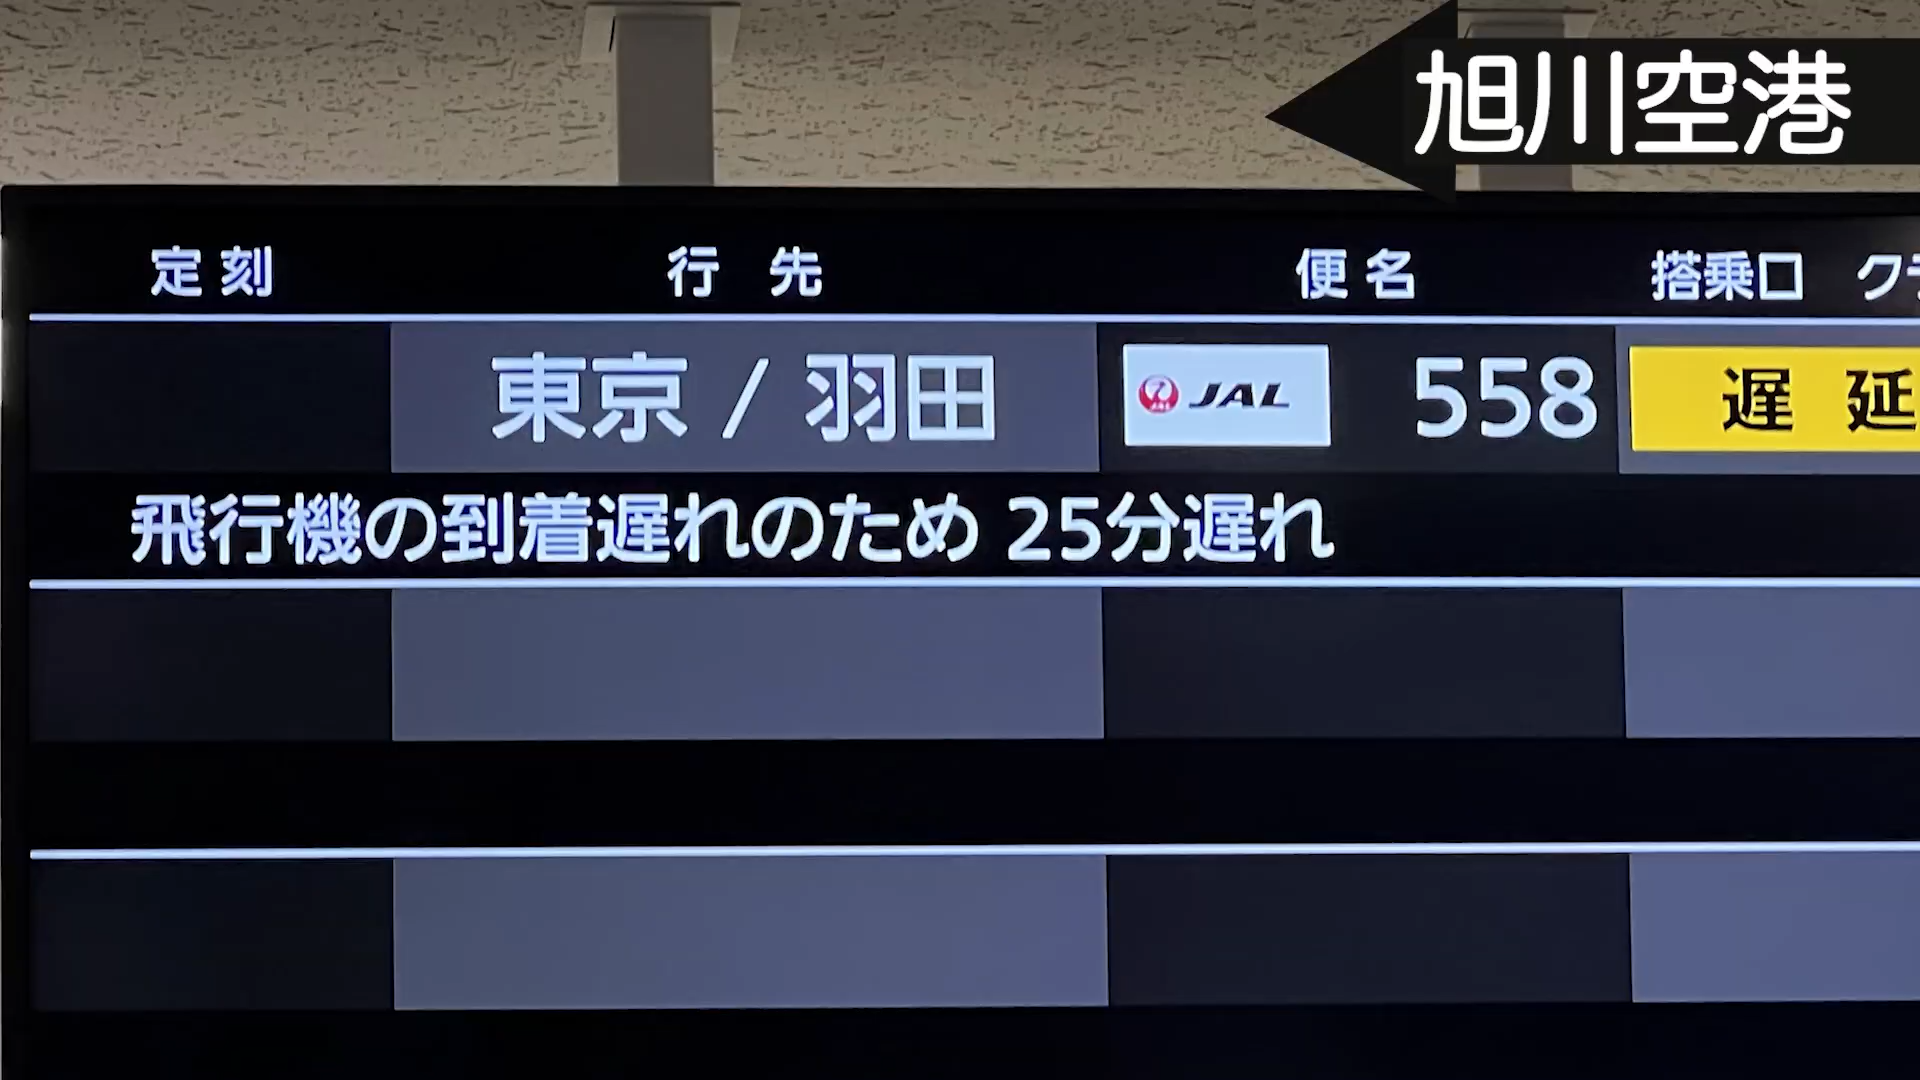 旭川空港
定刻 行先 便名 搭乗口
東京 / 羽田 JAL 558 遅延
飛行機の到着遅れのため 25分遅れ